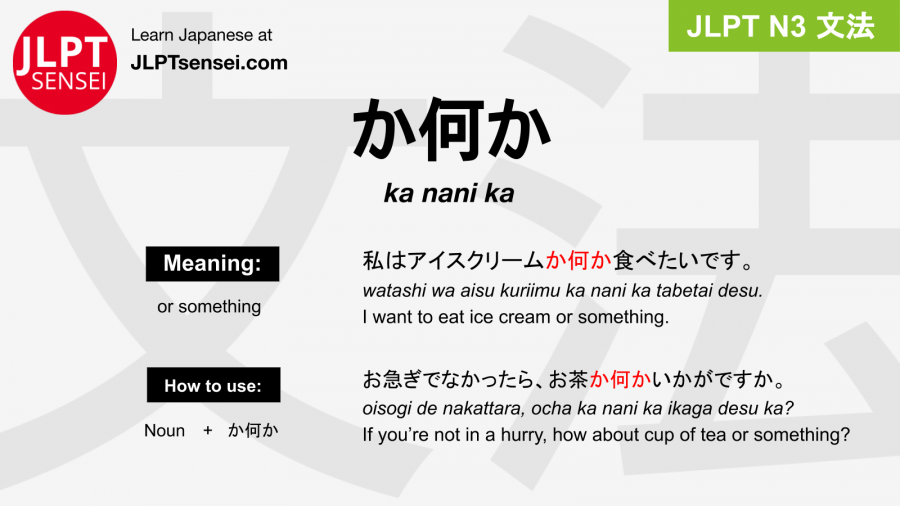 JLPT
SENSEI
Learn Japanese at
JLPTsensei.com
JLPT N3 文法
文法
か何か
ka nani ka
Meaning:
or something
私はアイスクリームか何か食べたいです。
watashi wa aisu kuriimu ka nani ka tabetai desu.
I want to eat ice cream or something.
How to use:
Noun + か何か
お急ぎでなかったら、お茶か何かいかがですか。
oisogi de nakattara, ocha ka nani ka ikaga desu ka?
If you’re not in a hurry, how about cup of tea or something?